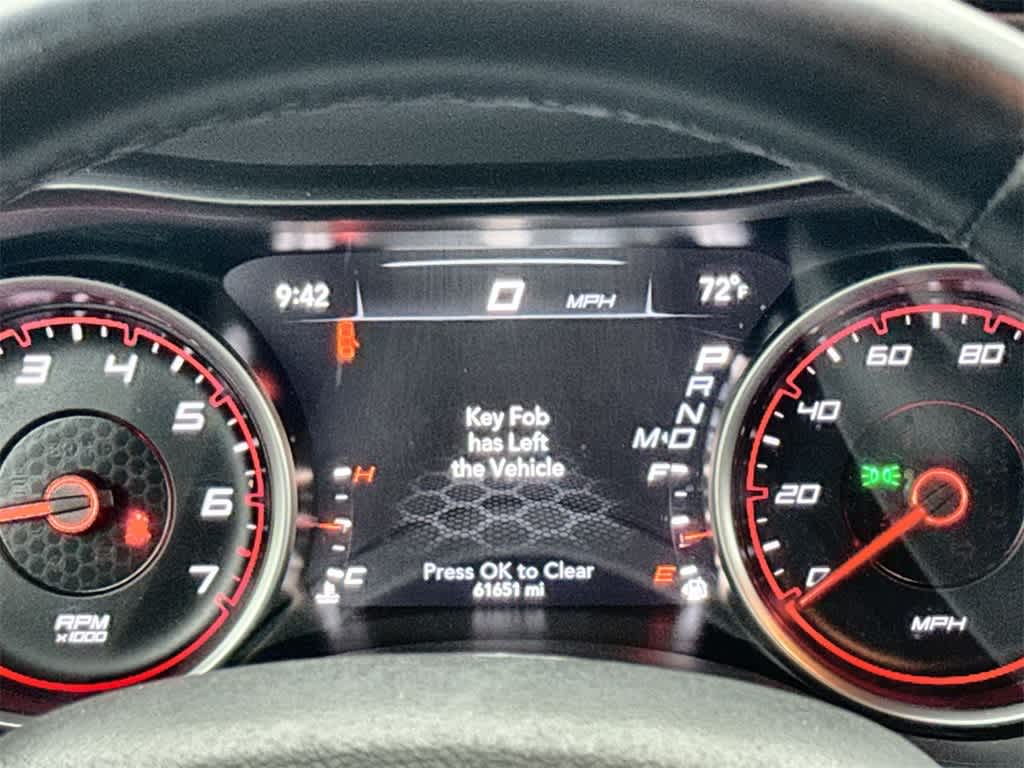 9:42
0 MPH
72°F
P
R
N
M D
Key Fob
has Left
the Vehicle
H
F
C
E
Press OK to Clear
61651 mi
3
4
5
6
7
RPM
x1000
0
20
40
60
80
MPH